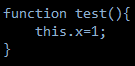 function test(){
    this.x=1;
}